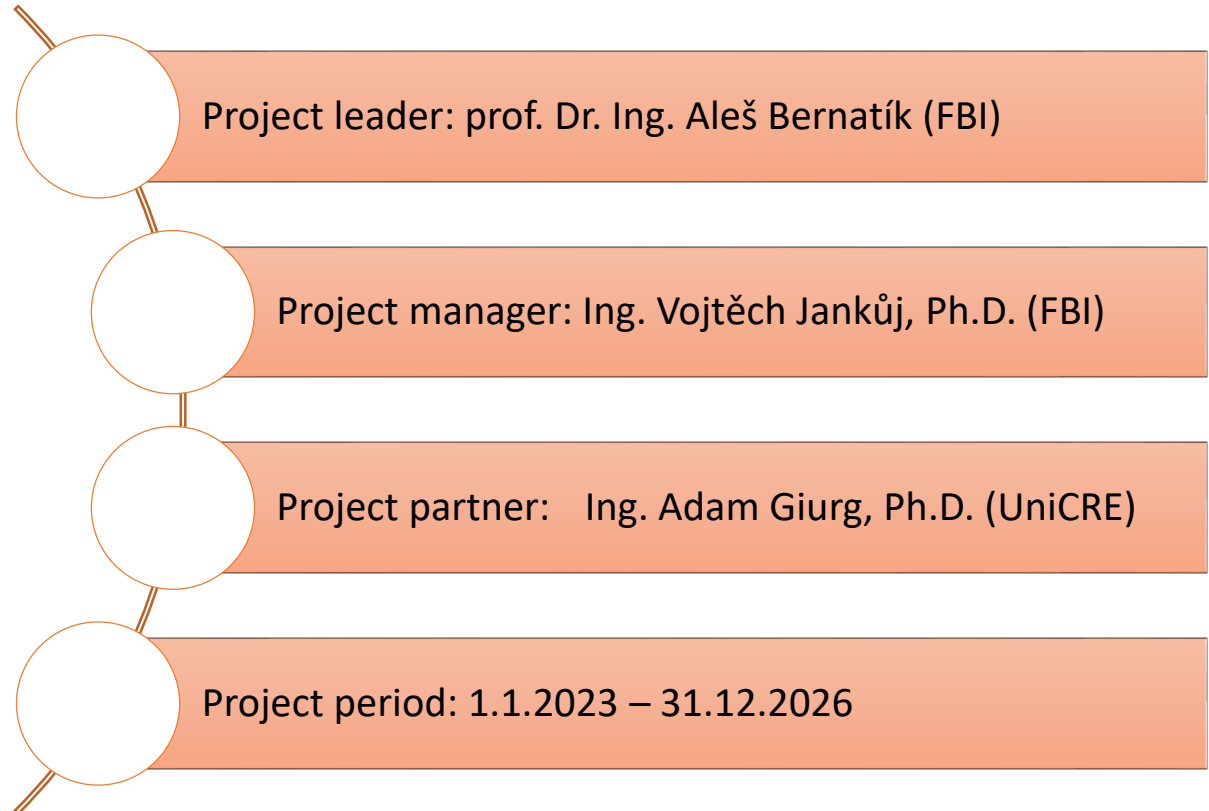 Project leader: prof. Dr. Ing. Aleš Bernatík (FBI)
Project manager: Ing. Vojtěch Jankůj, Ph.D. (FBI)
Project partner: Ing. Adam Giurg, Ph.D. (UniCRE)
Project period: 1.1.2023 – 31.12.2026